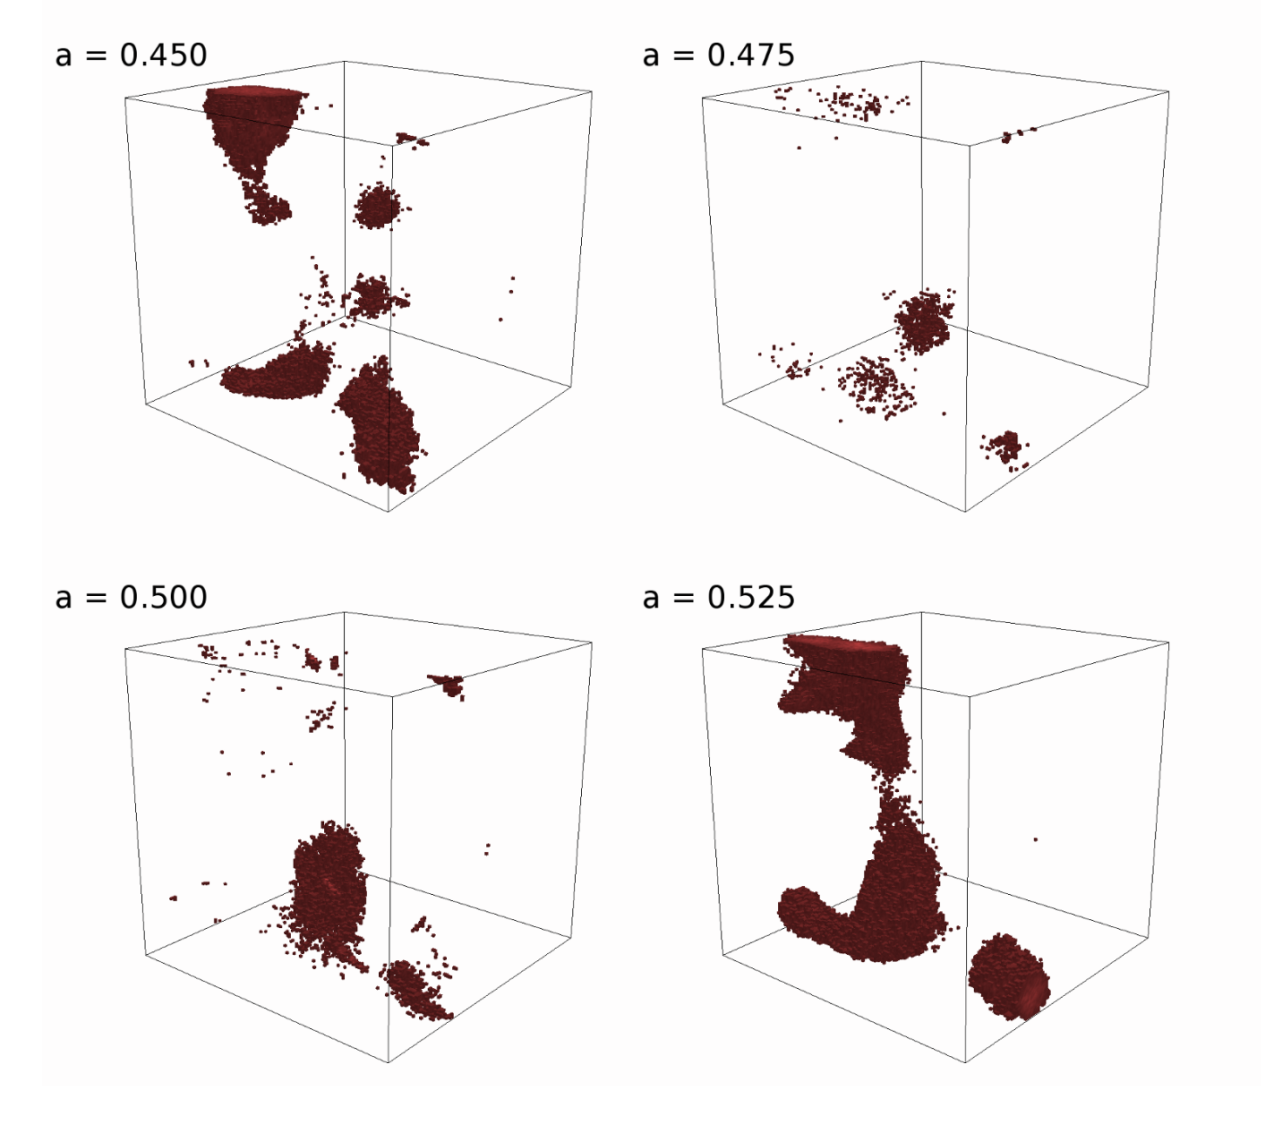 a = 0.450
a = 0.475
a = 0.500
a = 0.525